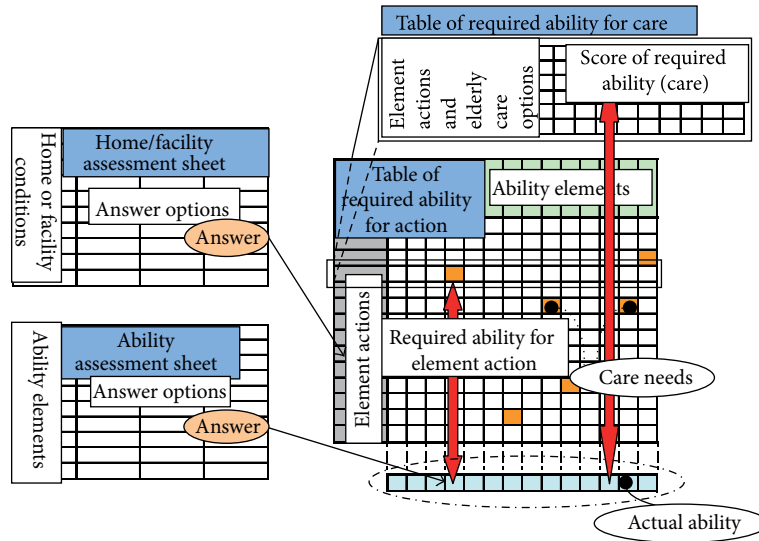 Table of required ability for care
Element
actions
and
elderly
care
options
Score of required
ability (care)
Home or facility
conditions
Home/facility
assessment sheet
Answer options
Answer
Table of
required ability
for action
Ability elements
Element actions
Required ability for
element action
Care needs
Ability elements
Ability
assessment sheet
Answer options
Answer
Actual ability